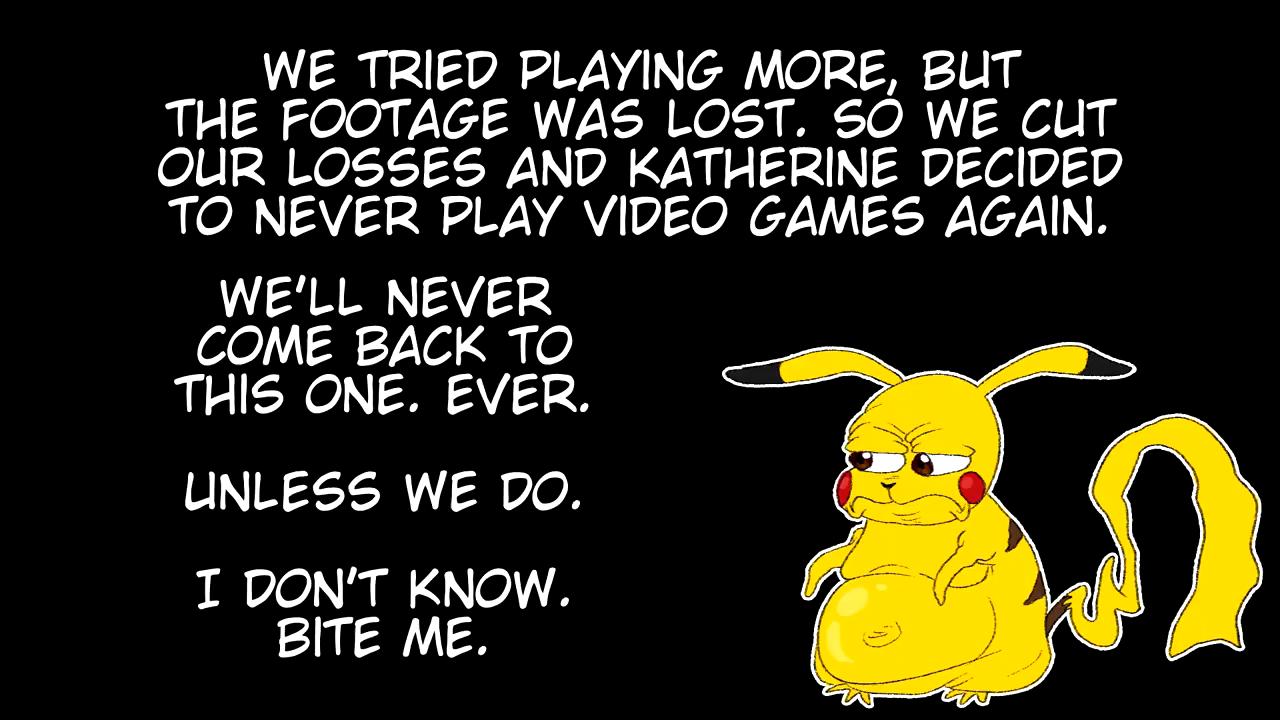 WE TRIED PLAYING MORE, BUT
THE FOOTAGE WAS LOST. SO WE CUT
OUR LOSSES AND KATHERINE DECIDED
TO NEVER PLAY VIDEO GAMES AGAIN.
WE'LL NEVER
COME BACK TO
THIS ONE. EVER.
UNLESS WE DO.
I DON'T KNOW.
BITE ME.